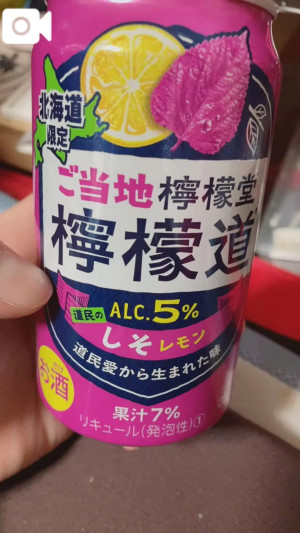 北海道
限定
ご当地 檸檬堂
檸檬道
道民の ALC.5%
しそレモン
道民愛から生まれた味
お酒
果汁7%
リキュール(発泡性)①